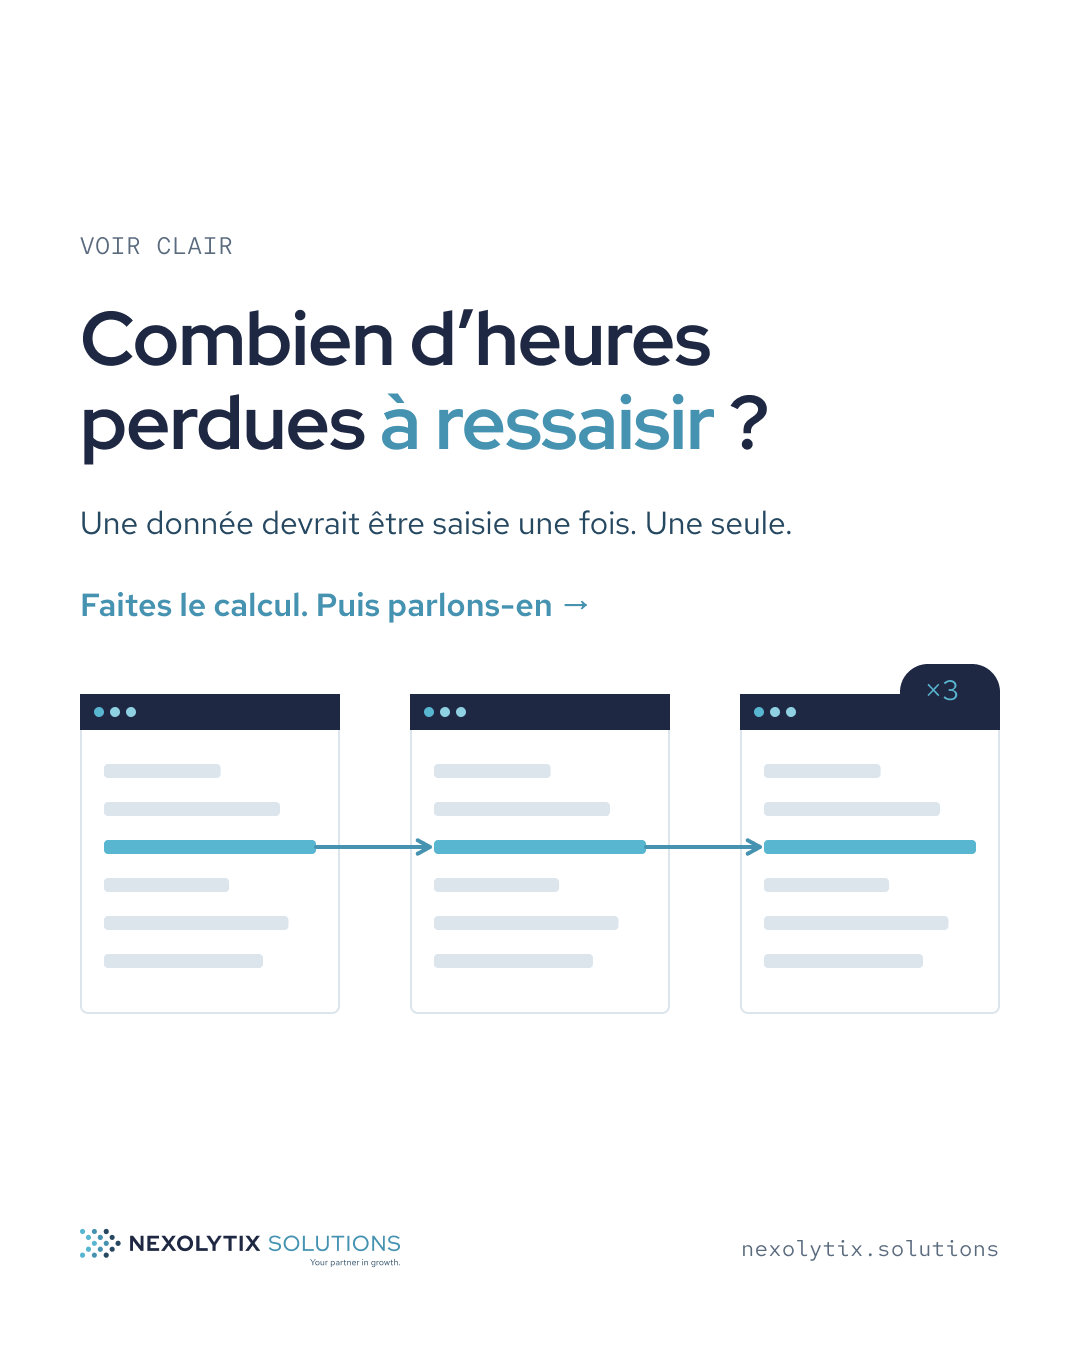 VOIR CLAIR
Combien d’heures
perdues à ressaisir ?
Une donnée devrait être saisie une fois. Une seule.
Faites le calcul. Puis parlons-en →
×3
NEXOLYTIX SOLUTIONS
Your partner in growth.
nexolytix.solutions